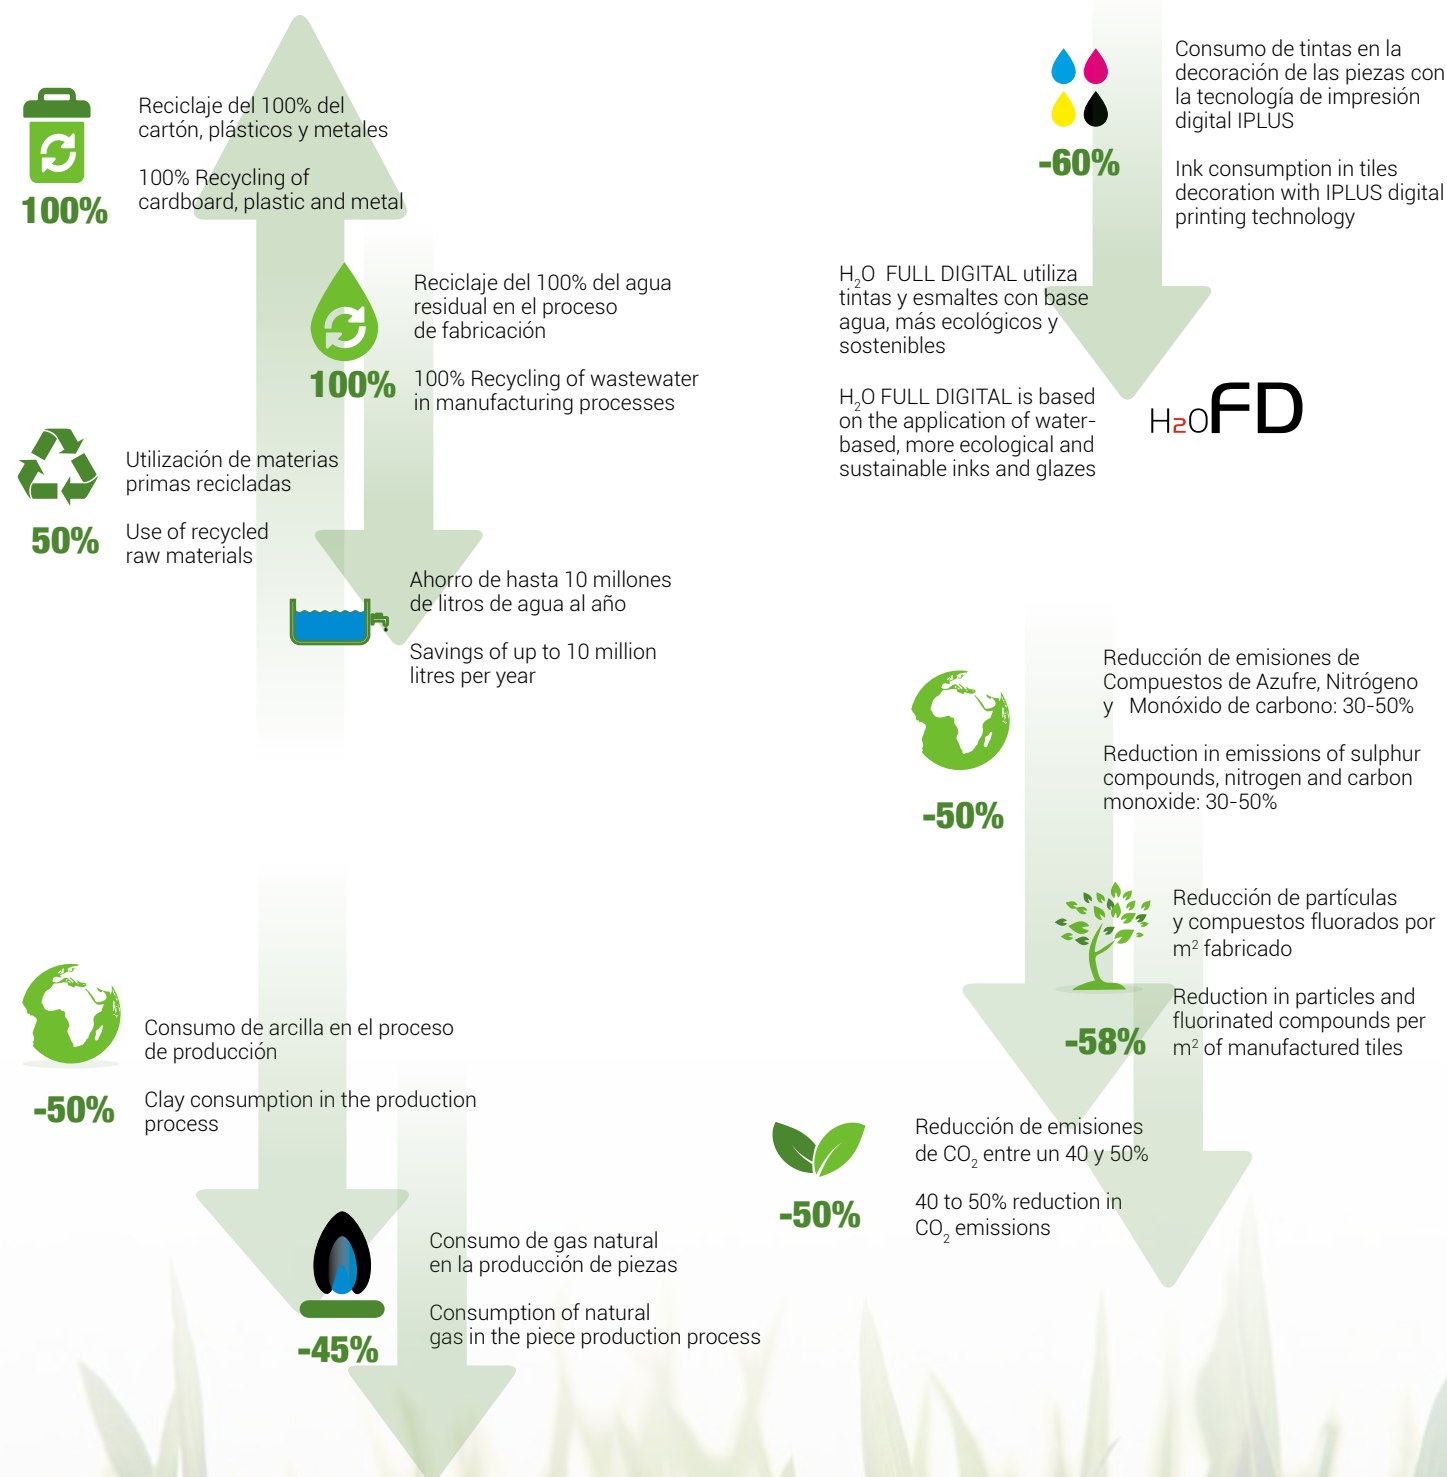 Reciclaje del 100% del
cartón, plásticos y metales
100% Recycling of
cardboard, plastic and metal
100%
Reciclaje del 100% del agua
residual en el proceso
de fabricación
100% Recycling of wastewater
in manufacturing processes
100%
Utilización de materias
primas recicladas
Use of recycled
raw materials
50%
Ahorro de hasta 10 millones
de litros de agua al año
Savings of up to 10 million
litres per year
Consumo de arcilla en el proceso
de producción
Clay consumption in the production
process
-50%
Consumo de gas natural
en la producción de piezas
Consumption of natural
gas in the piece production process
-45%
Consumo de tintas en la
decoración de las piezas con
la tecnología de impresión
digital IPLUS
Ink consumption in tiles
decoration with IPLUS digital
printing technology
-60%
H₂O FULL DIGITAL utiliza
tintas y esmaltes con base
agua, más ecológicos y
sostenibles
H₂O FULL DIGITAL is based
on the application of water-
based, more ecological and
sustainable inks and glazes
H2OFD
Reducción de emisiones de
Compuestos de Azufre, Nitrógeno
y Monóxido de carbono: 30-50%
Reduction in emissions of sulphur
compounds, nitrogen and carbon
monoxide: 30-50%
-50%
Reducción de partículas
y compuestos fluorados por
m² fabricado
Reduction in particles and
fluorinated compounds per
m² of manufactured tiles
-58%
Reducción de emisiones
de CO₂ entre un 40 y 50%
40 to 50% reduction in
CO₂ emissions
-50%